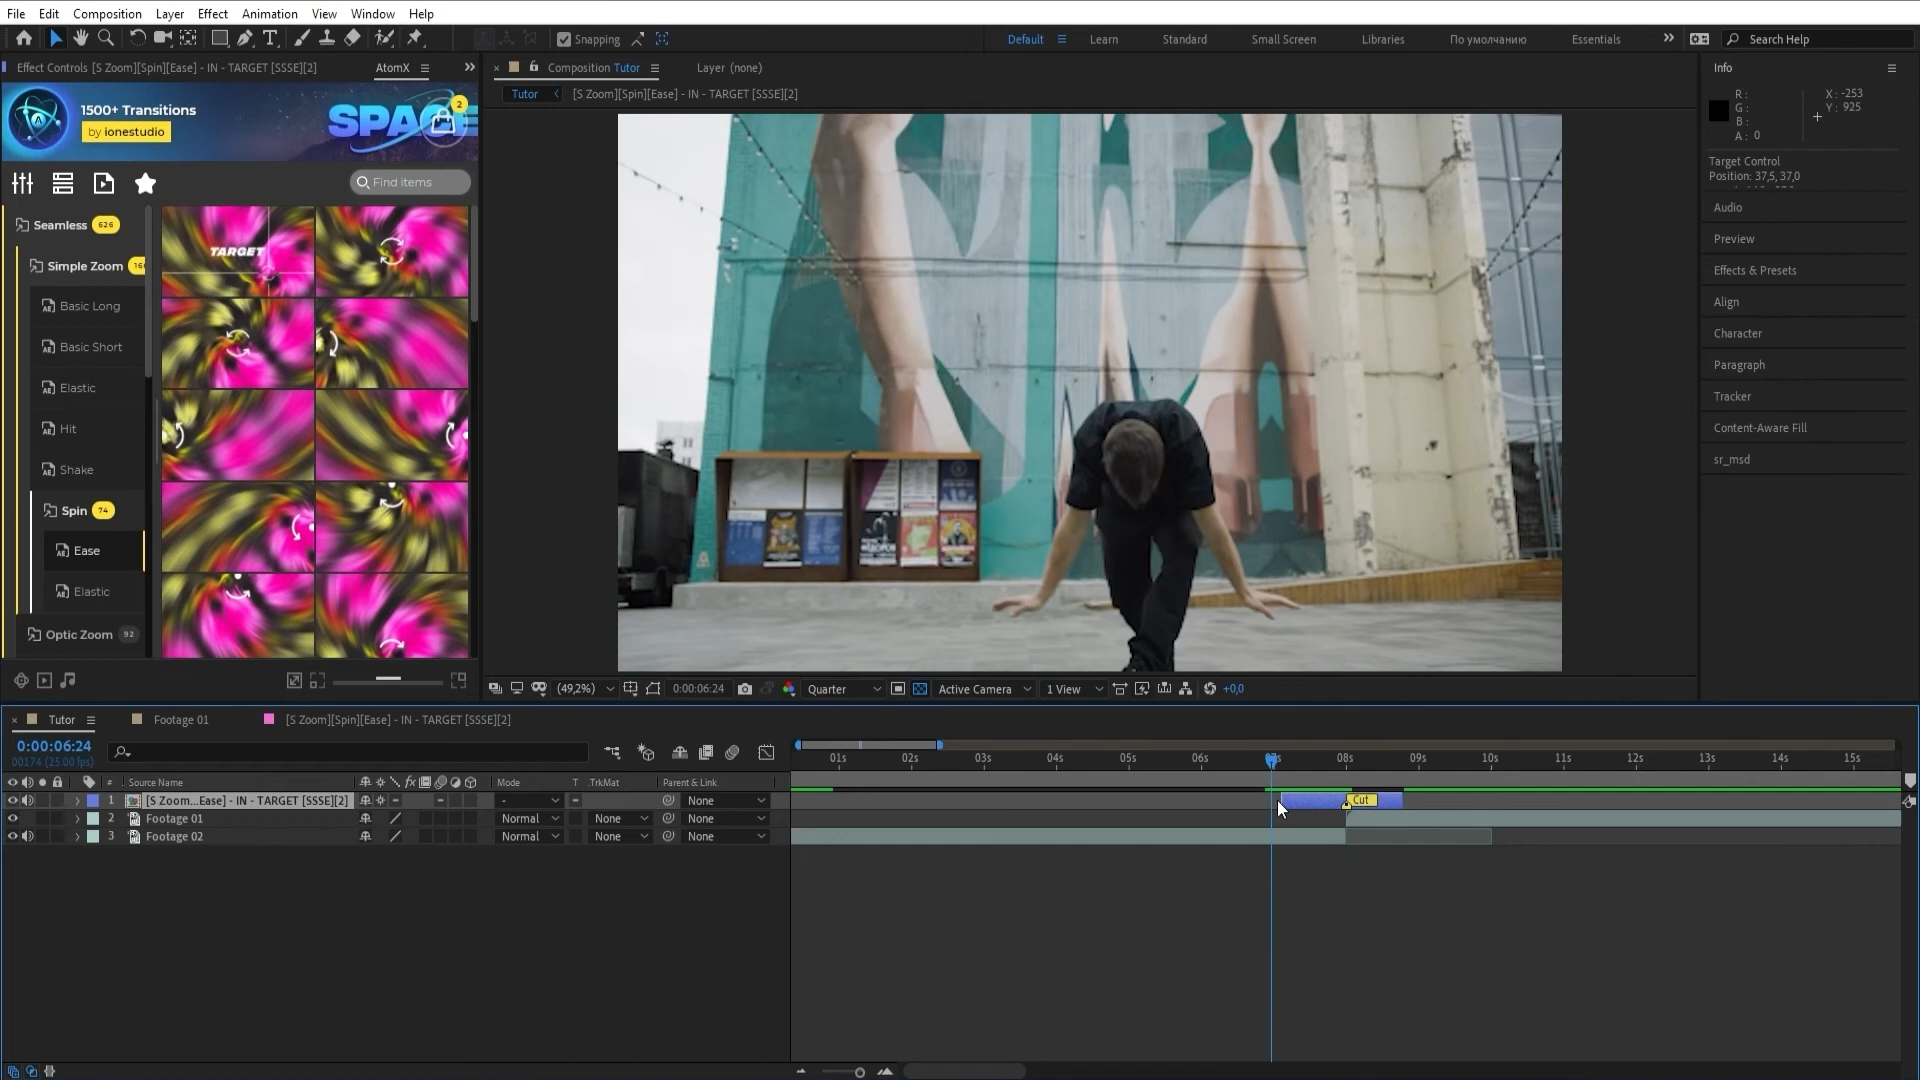 File Edit Composition Layer Effect Animation View Window Help
Snapping
Default Learn Standard Small Screen Libraries По умолчанию Essentials Search Help
Effect Controls [S Zoom][Spin][Ease] - IN - TARGET [SSSE][2] AtomX
Composition Tutor Layer (none)
Tutor [S Zoom][Spin][Ease] - IN - TARGET [SSSE][2]
1500+ Transitions
by ionestudio
SPACE
2
Find items
Seamless 626
Simple Zoom
Basic Long
Basic Short
Elastic
Hit
Shake
Spin 74
Ease
Elastic
Optic Zoom 92
TARGET
Info
R :
G :
B :
A : 0
X : -253
Y : 925
Target Control
Position: 37,5, 37,0
Audio
Preview
Effects & Presets
Align
Character
Paragraph
Tracker
Content-Aware Fill
sr_msd
(49,2%) 0:00:06:24 Quarter Active Camera 1 View +0,0
Tutor Footage 01 [S Zoom][Spin][Ease] - IN - TARGET [SSSE][2]
0:00:06:24
00174 (25.00 fps)
01s 02s 03s 04s 05s 06s 08s 09s 10s 11s 12s 13s 14s 15s
# Source Name fx Mode T .TrkMat Parent & Link
1 [S Zoom...Ease] - IN - TARGET [SSSE][2] - None
Cut
2 Footage 01 Normal None None
3 Footage 02 Normal None None